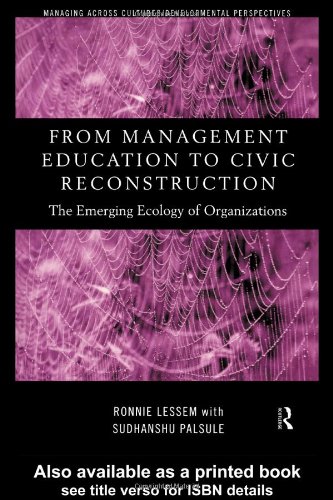 MANAGING ACROSS CULTURES/DEVELOPMENTAL PERSPECTIVES
FROM MANAGEMENT
EDUCATION TO CIVIC
RECONSTRUCTION
The Emerging Ecology of Organizations
RONNIE LESSEM with
SUDHANSHU PALSULE
Also available as a printed book
see title verso for ISBN details